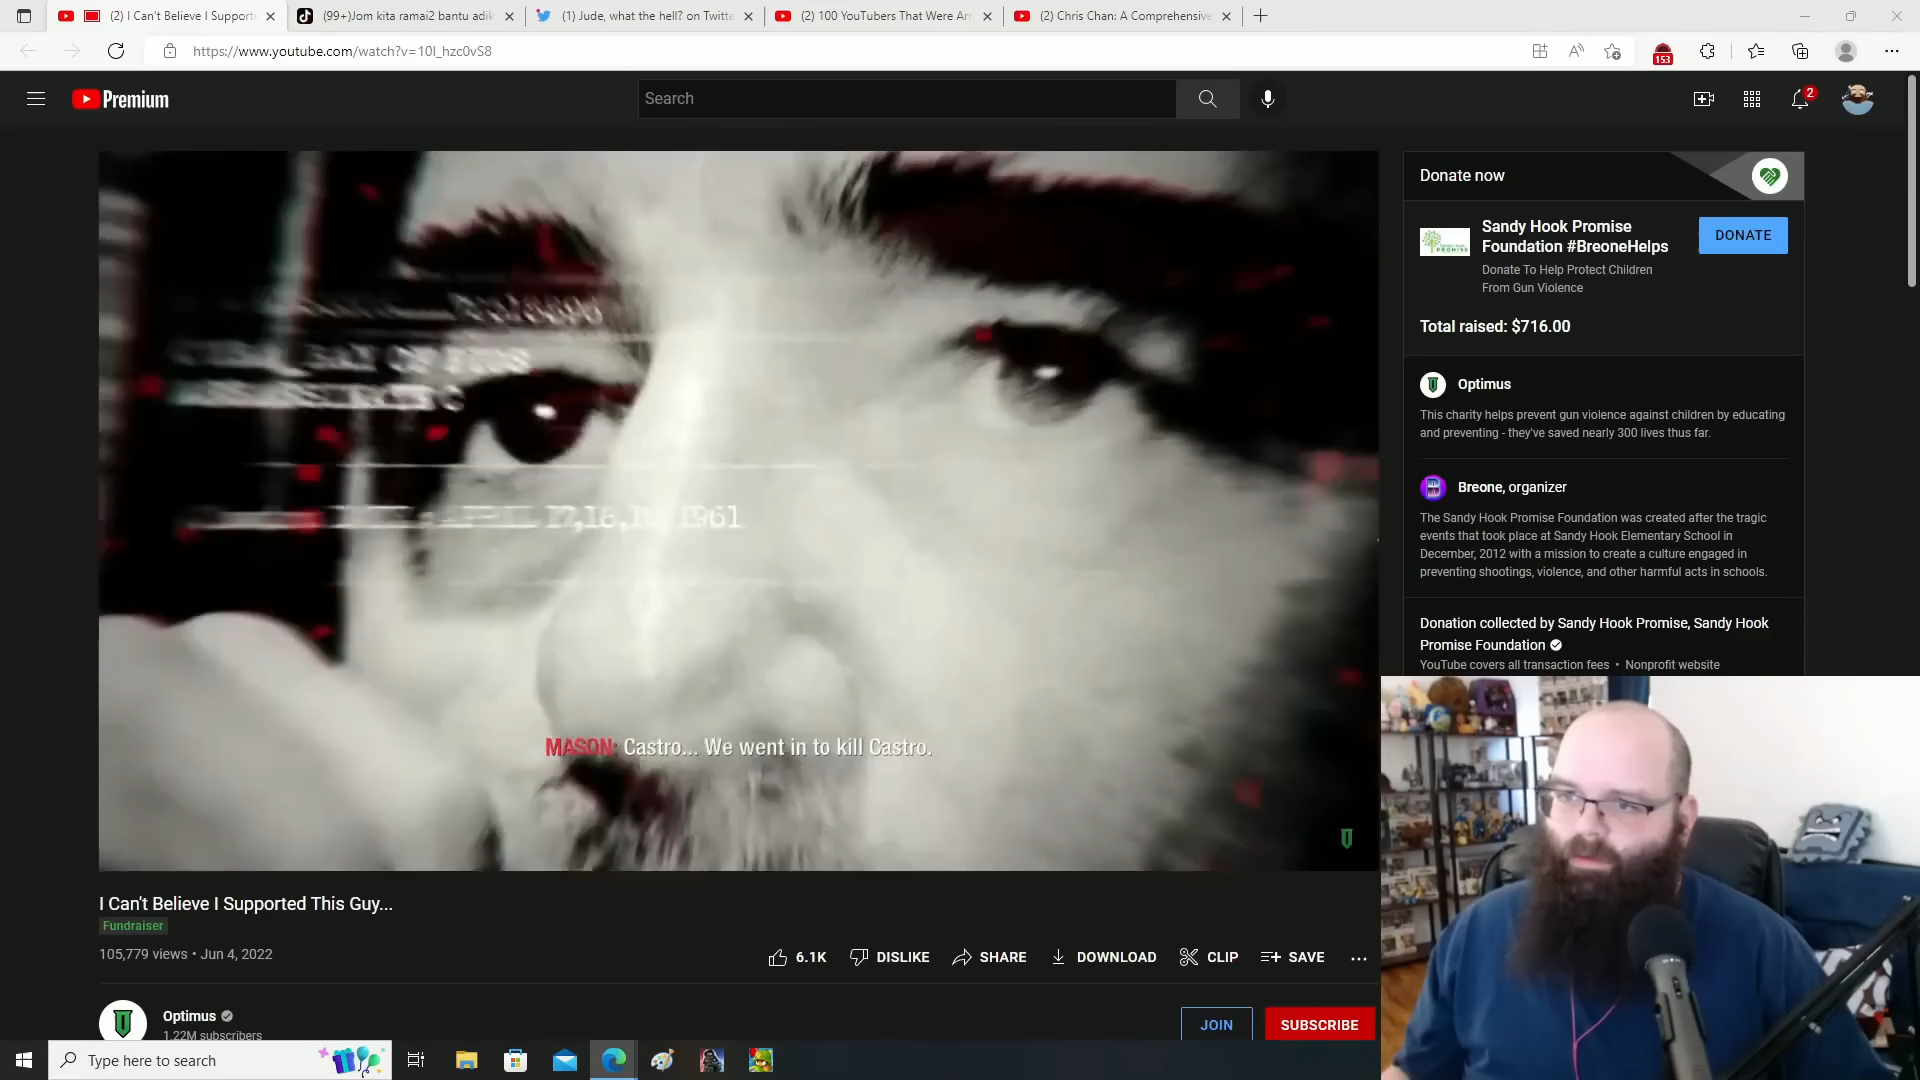 (2) I Can't Believe I Support
(99+)Jom kita ramai2 bantu adik
(1) Jude, what the hell? on Twitt
(2) 100 YouTubers That Were Ar
(2) Chris Chan: A Comprehensive
https://www.youtube.com/watch?v=10l_hzc0vS8
153
Premium
Search
2
Donate now
Sandy Hook Promise
Foundation #BreoneHelps
DONATE
Donate To Help Protect Children
From Gun Violence
Total raised: $716.00
Optimus
This charity helps prevent gun violence against children by educating
and preventing - they've saved nearly 300 lives thus far.
Breone, organizer
The Sandy Hook Promise Foundation was created after the tragic
events that took place at Sandy Hook Elementary School in
December, 2012 with a mission to create a culture engaged in
preventing shootings, violence, and other harmful acts in schools.
Donation collected by Sandy Hook Promise, Sandy Hook
Promise Foundation
YouTube covers all transaction fees • Nonprofit website
17,18, 1961
MASON: Castro... We went in to kill Castro.
I Can't Believe I Supported This Guy...
Fundraiser
105,779 views • Jun 4, 2022
6.1K
DISLIKE
SHARE
DOWNLOAD
CLIP
SAVE
Optimus
1.22M subscribers
JOIN
SUBSCRIBE
Type here to search